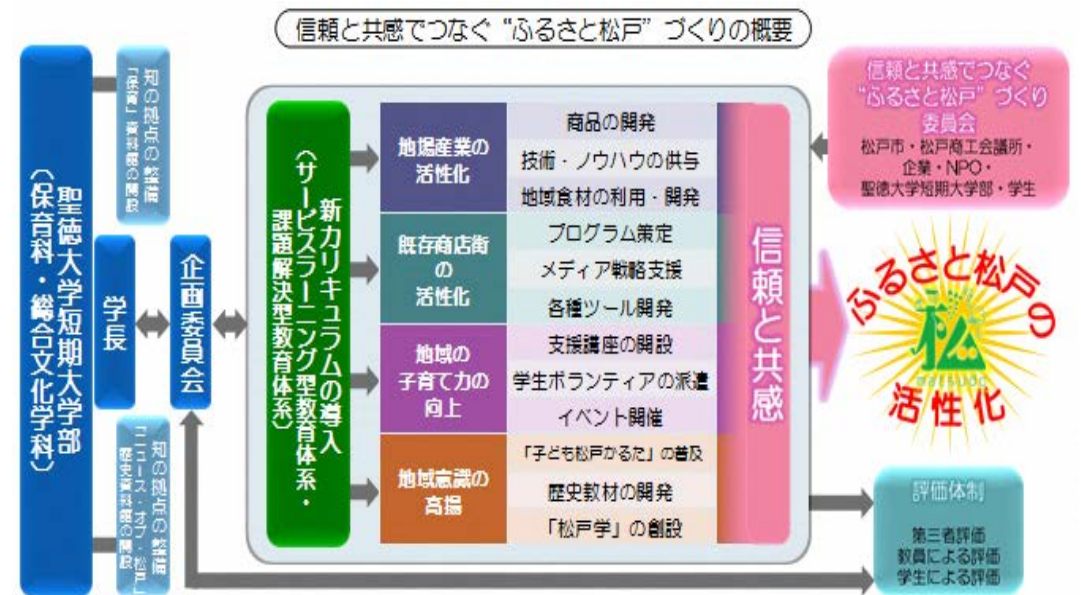 信頼と共感でつなぐ“ふるさと松戸”づくりの概要
聖徳大学短期大学部
（保育科・総合文化学科）
知の拠点の整備
「保育」資料館の開設
学長
企画委員会
知の拠点の整備
「ニュース・オブ・松戸」
歴史資料館の開設
新カリキュラムの導入
（サービスラーニング型教育体系・
課題解決型教育体系）
地場産業の
活性化
商品の開発
技術・ノウハウの供与
地域食材の利用・開発
既存商店街
の
活性化
プログラム策定
メディア戦略支援
各種ツール開発
地域の
子育て力の
向上
支援講座の開設
学生ボランティアの派遣
イベント開催
地域意識の
高揚
「子ども松戸かるた」の普及
歴史教材の開発
「松戸学」の創設
信頼と共感
信頼と共感でつなぐ
“ふるさと松戸”づくり
委員会
松戸市・松戸商工会議所・
企業・NPO・
聖徳大学短期大学部・学生
ふるさと松戸の
松
matsudo
活性化
評価体制
第三者評価
教員による評価
学生による評価